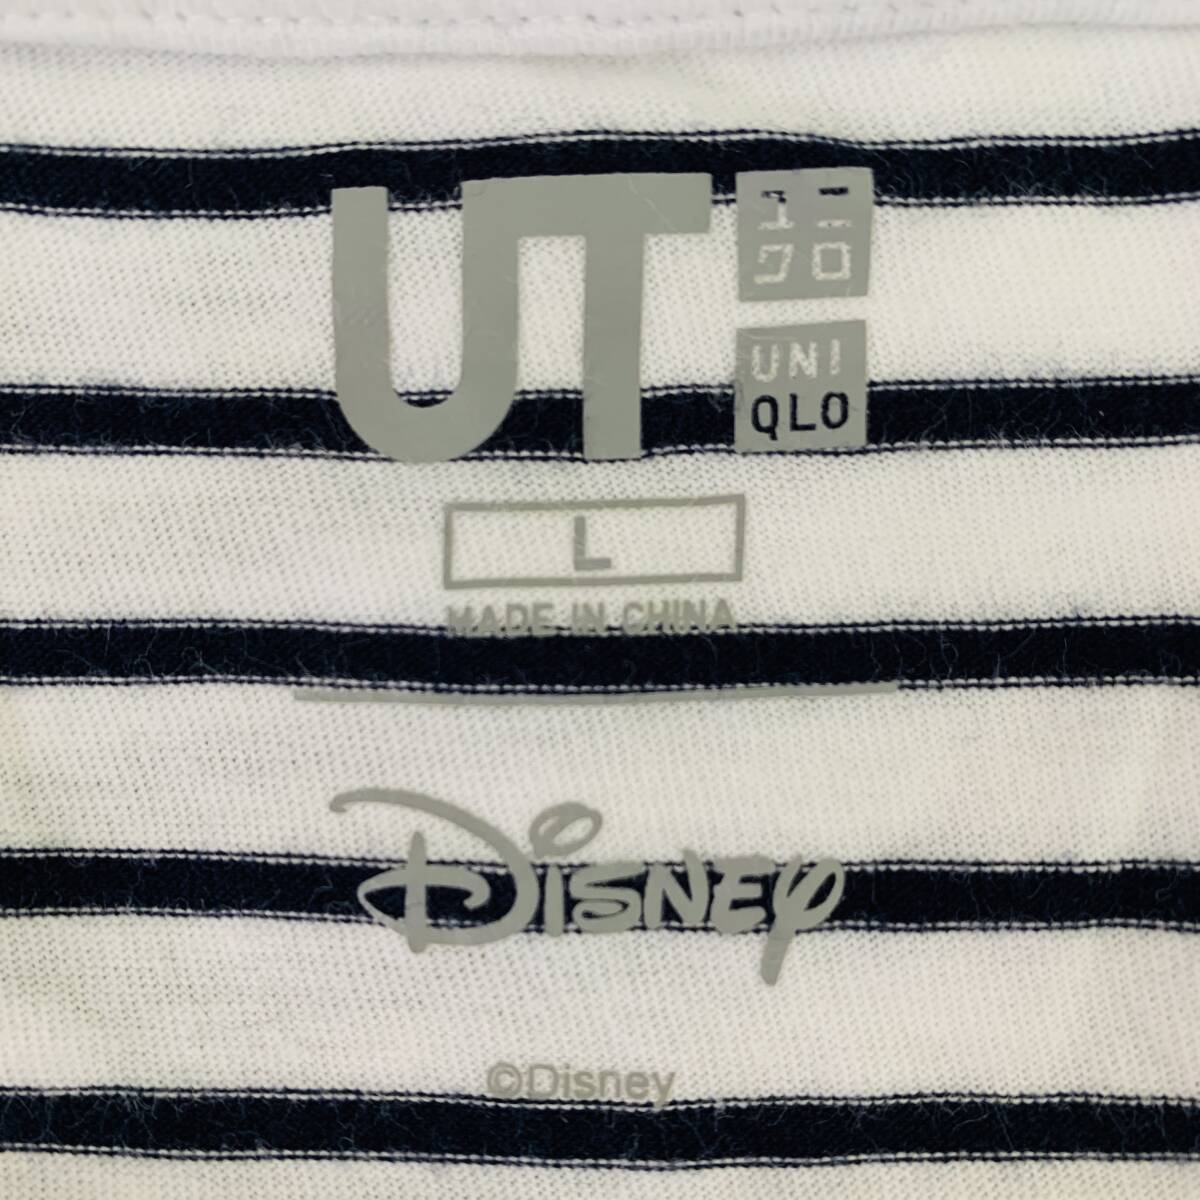 UT
ユニ
クロ
UNI
QLO
L
MADE IN CHINA
Disney
©Disney